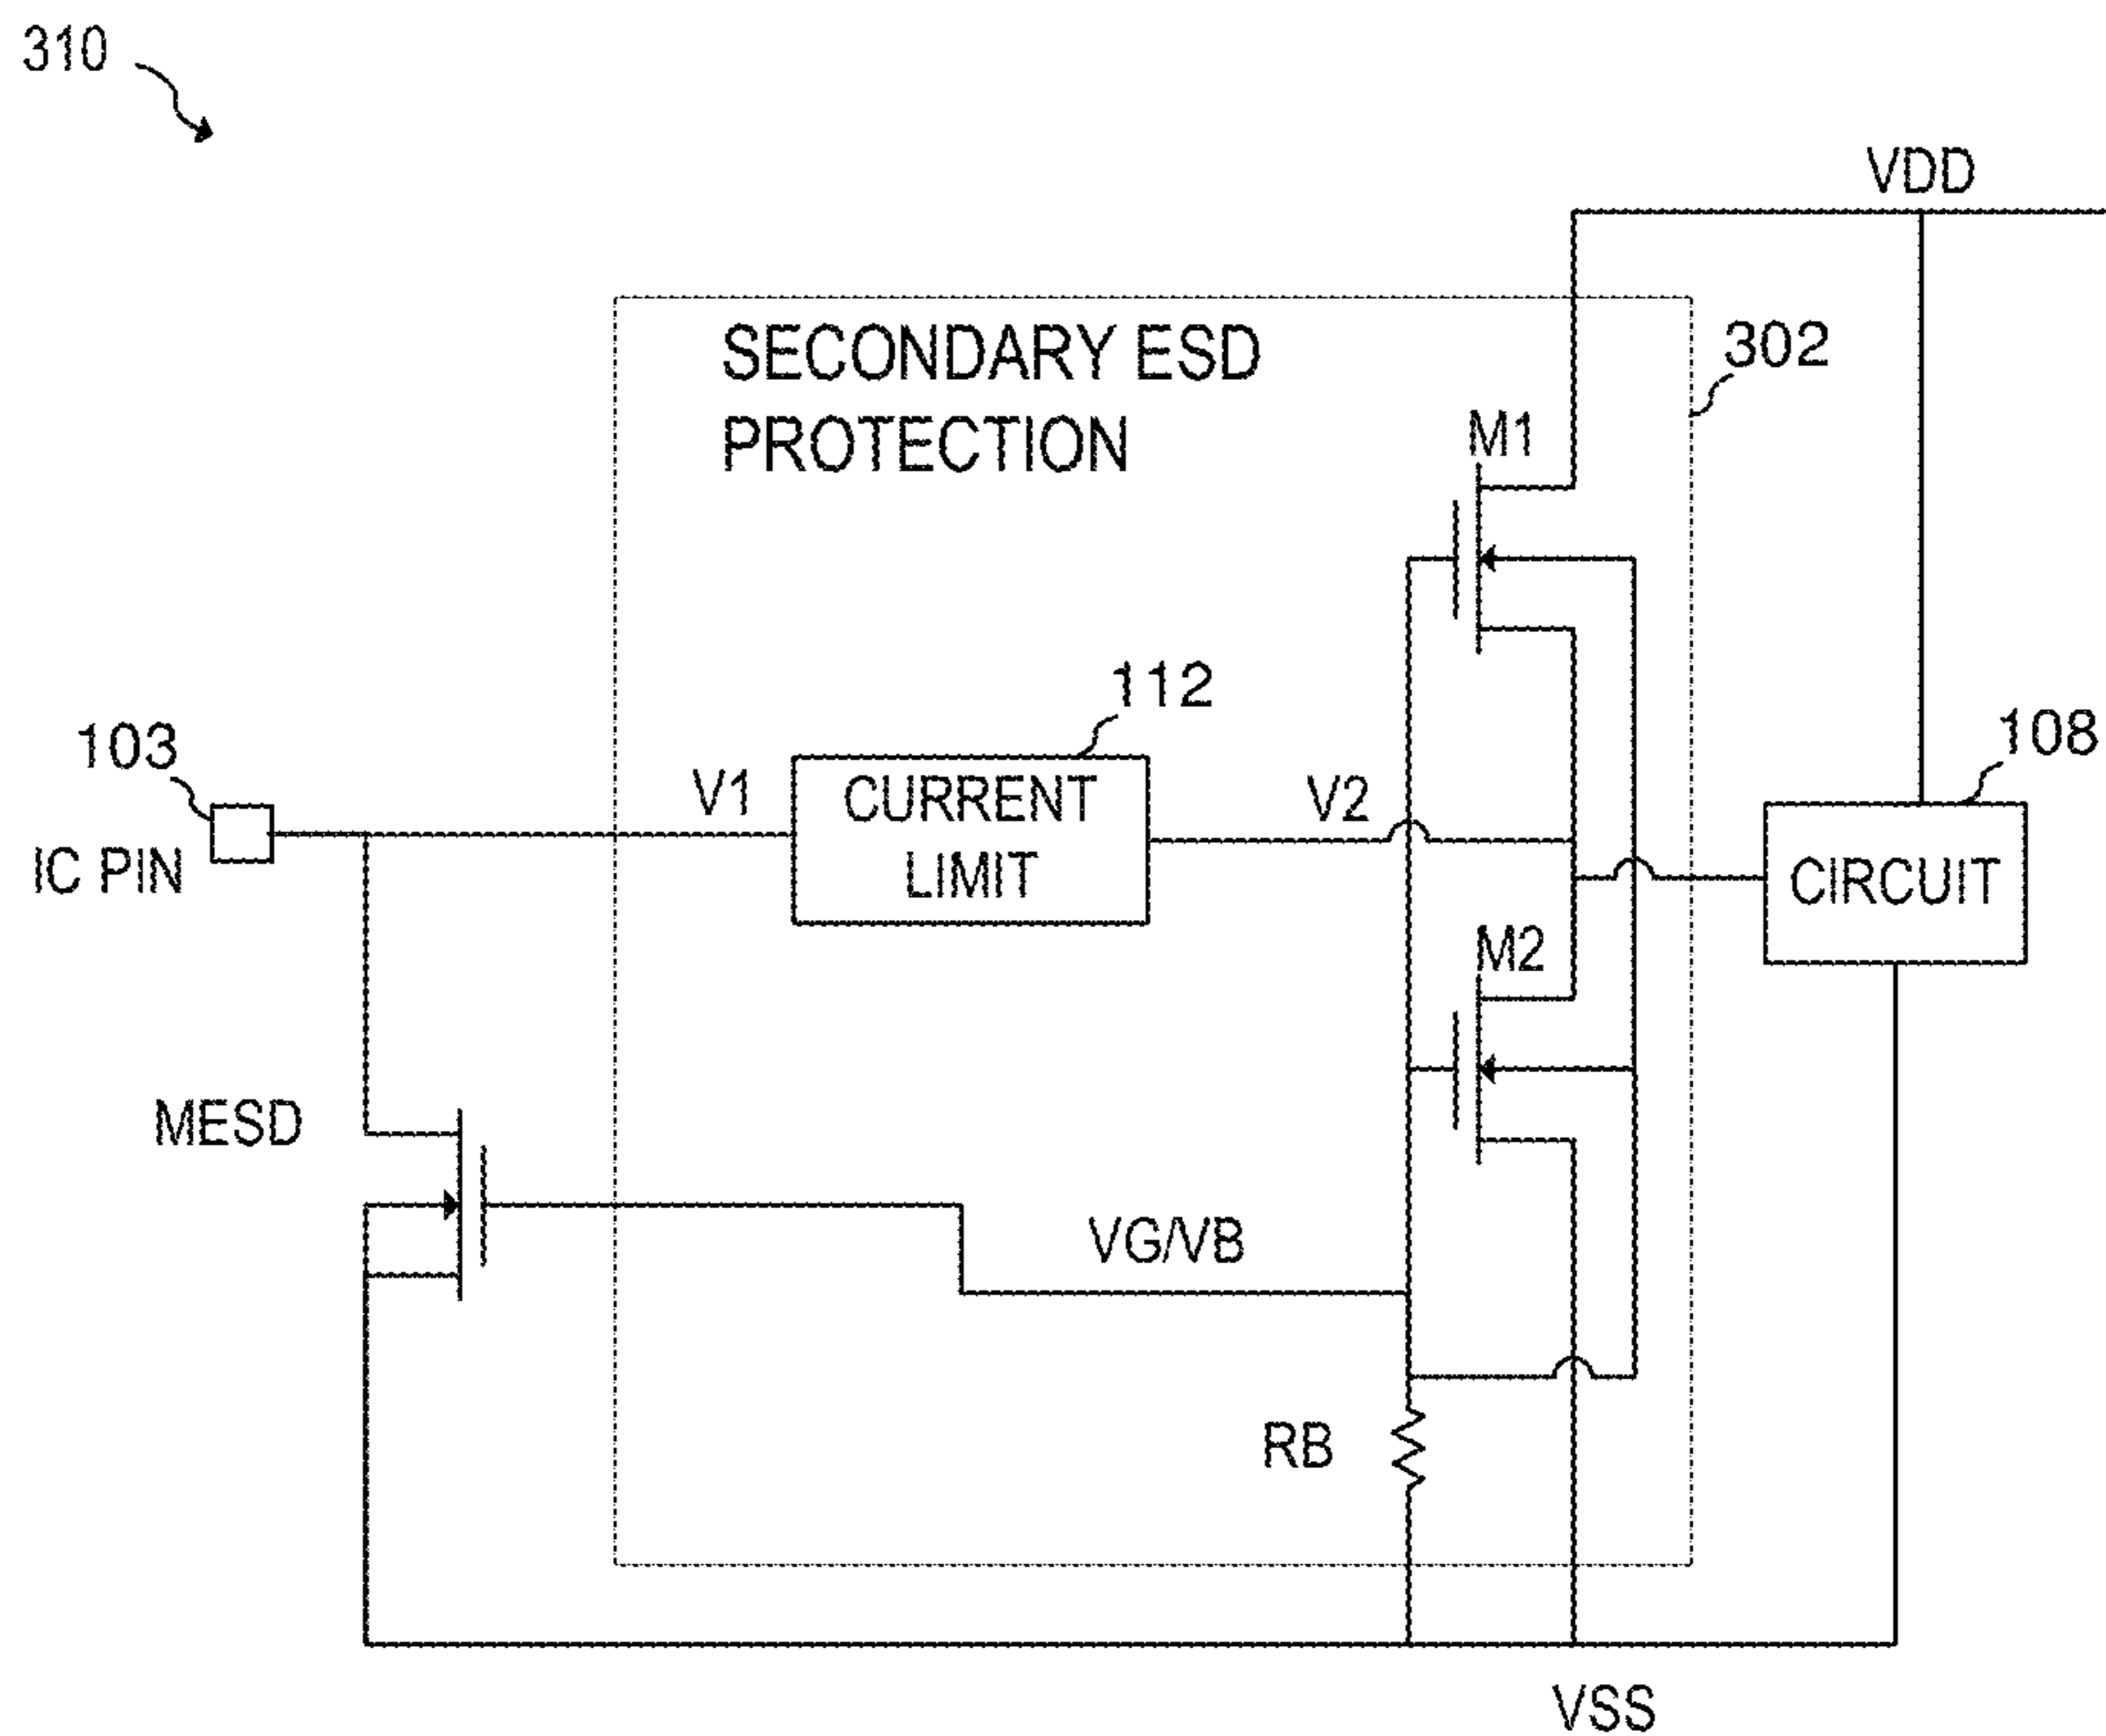 310
VDD
SECONDARY ESD
PROTECTION
302
M1
112
103
V1
CURRENT
LIMIT
V2
108
IC PIN
CIRCUIT
M2
MESD
VG/VB
RB
VSS